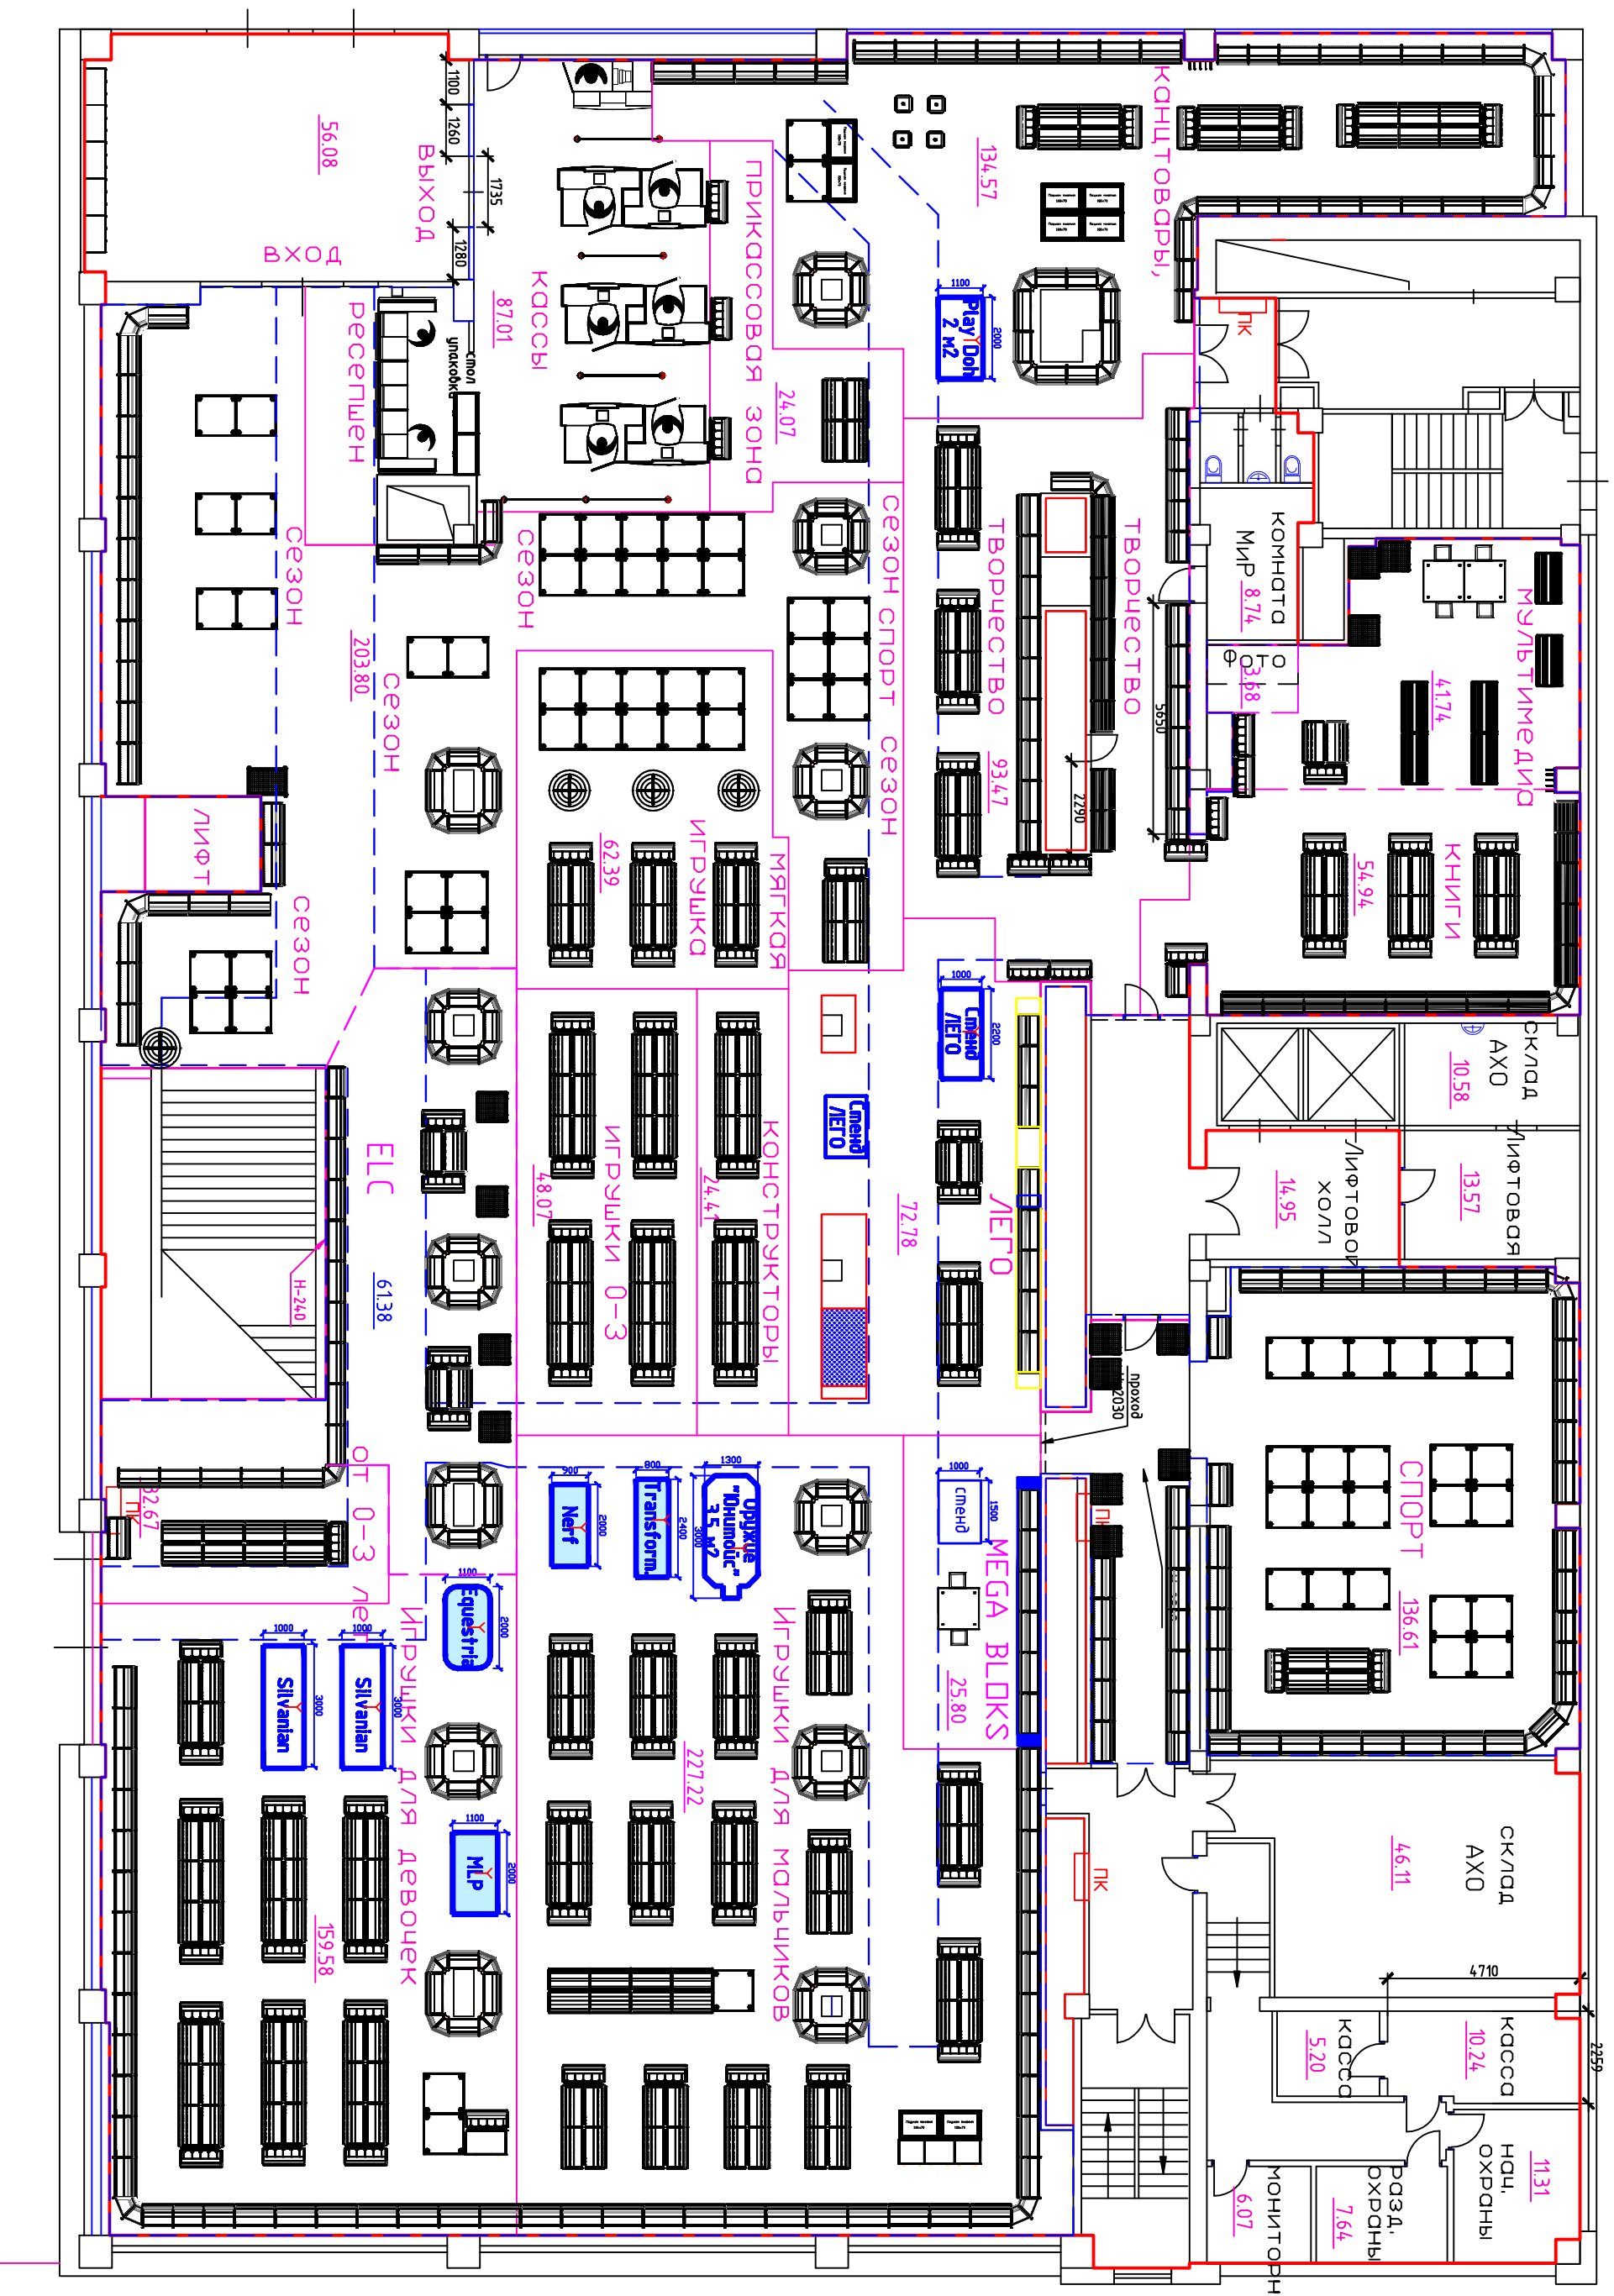 56.08
ВЫХОД
ВХОД
1100
1260
1735
1280
КАССЫ
87.01
ПРИКАССОВАЯ ЗОНА
24.07
134.57
КАНЦТОВАРЫ,
ПК
Play Doh
2 м2
1100
2000
Ресепшен
стол
упаковка
Сезон
Сезон
203.80
Сезон
Сезон
Сезон
СПОРТ
Сезон
ТВОРЧЕСТВО
ТВОРЧЕСТВО
93.47
5650
2290
КОМНАТА
МИР
8.74
ФОТО
3.68
МУЛЬТИМЕДИА
41.74
КНИГИ
54.94
ЛИФТ
62.39
МЯГКАЯ
ИГРУШКА
ELC
61.38
Н-240
ИГРУШКИ 0-3
48.07
КОНСТРУКТОРЫ
24.41
Стенд
ЛЕГО
1000
2200
Стенд
ЛЕГО
72.78
ЛЕГО
СКЛАД
АХО
10.58
ЛИФТОВОЙ
ХОЛЛ
14.95
ЛИФТОВАЯ
13.57
проход
2030
СПОРТ
136.61
ОТ 0-3 лет
32.67
ПК
Nerf
900
2000
Transform.
800
2400
Оружие
"Юнитойс"
3,5 м2
1300
3000
стенд
1000
1500
MEGA BLOKS
25.80
ПК
Equestria
1100
2000
Silvanian
1000
3000
Silvanian
1000
3000
MLP
1100
2000
ИГРУШКИ ДЛЯ ДЕВОЧЕК
159.58
ИГРУШКИ ДЛЯ МАЛЬЧИКОВ
227.22
ПК
СКЛАД
АХО
46.11
4710
2259
КАССА
5.20
КАССА
10.24
НАЧ.
ОХРАНЫ
11.31
РАЗД.
ОХРАНЫ
7.64
МОНИТОРН
6.07